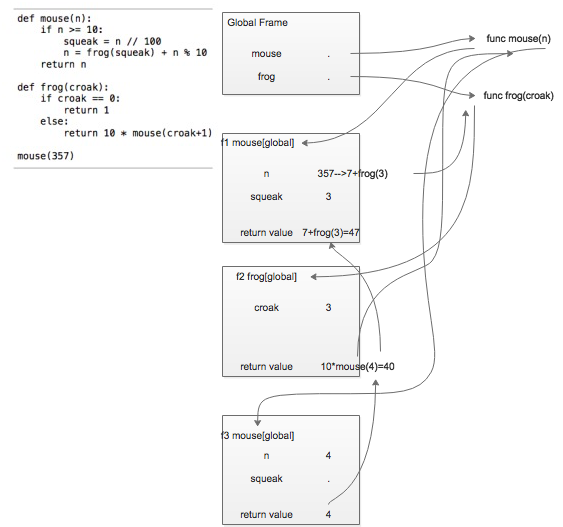 def mouse(n):
    if n >= 10:
        squeak = n // 100
        n = frog(squeak) + n % 10
    return n
def frog(croak):
    if croak == 0:
        return 1
    else:
        return 10 * mouse(croak+1)
mouse(357)
Global Frame
mouse .
frog .
func mouse(n)
func frog(croak)
f1 mouse[global]
n 357-->7+frog(3)
squeak 3
return value 7+frog(3)=47
f2 frog[global]
croak 3
return value 10*mouse(4)=40
f3 mouse[global]
n 4
squeak .
return value 4